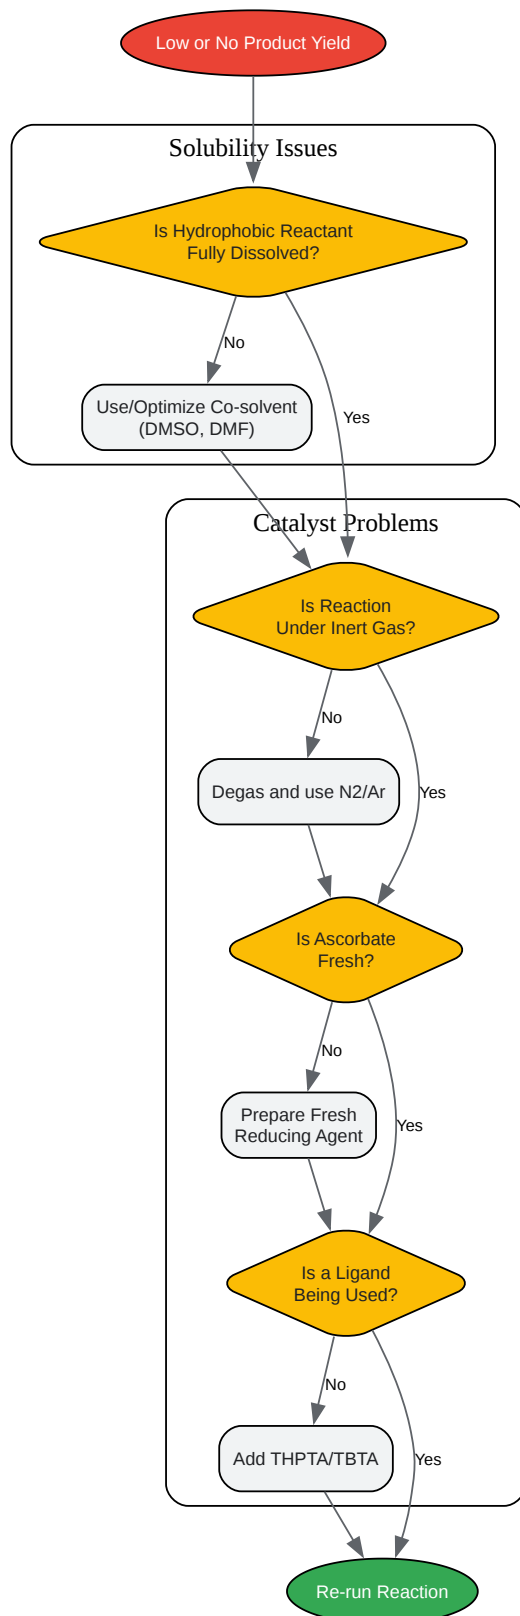 Low or No Product Yield
Solubility Issues
Is Hydrophobic Reactant
Fully Dissolved?
No
Use/Optimize Co-solvent
(DMSO, DMF)
Yes
Catalyst Problems
Is Reaction
Under Inert Gas?
No
Degas and use N2/Ar
Yes
Is Ascorbate
Fresh?
No
Prepare Fresh
Reducing Agent
Yes
Is a Ligand
Being Used?
No
Add THPTA/TBTA
Yes
Re-run Reaction